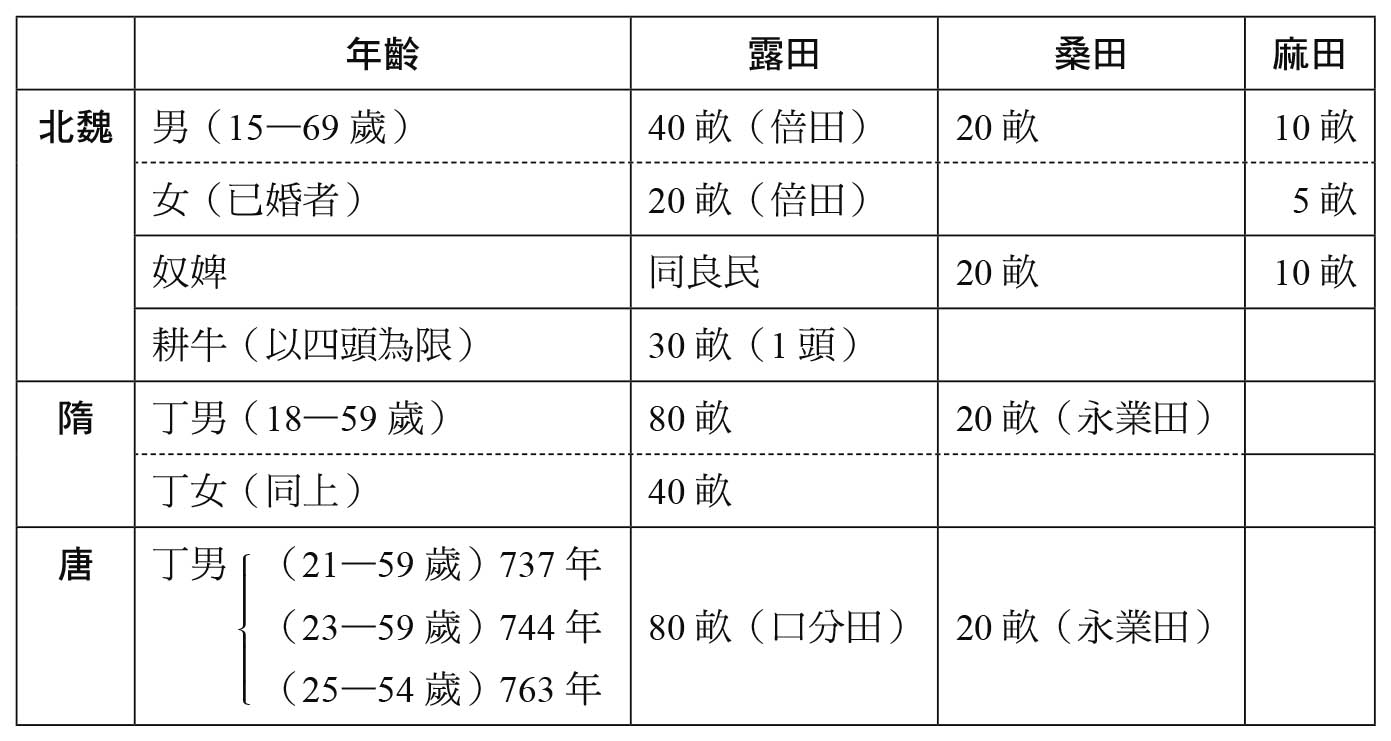 年齡 露田 桑田 麻田
北魏 男（15—69 歲） 40 畝（倍田） 20 畝 10 畝
女（已婚者） 20 畝（倍田） 5 畝
奴婢 同良民 20 畝 10 畝
耕牛（以四頭為限） 30 畝（1 頭）
隋 丁男（18—59 歲） 80 畝 20 畝（永業田）
丁女（同上） 40 畝
唐 丁男 （21—59 歲）737 年
（23—59 歲）744 年 80 畝（口分田） 20 畝（永業田）
（25—54 歲）763 年